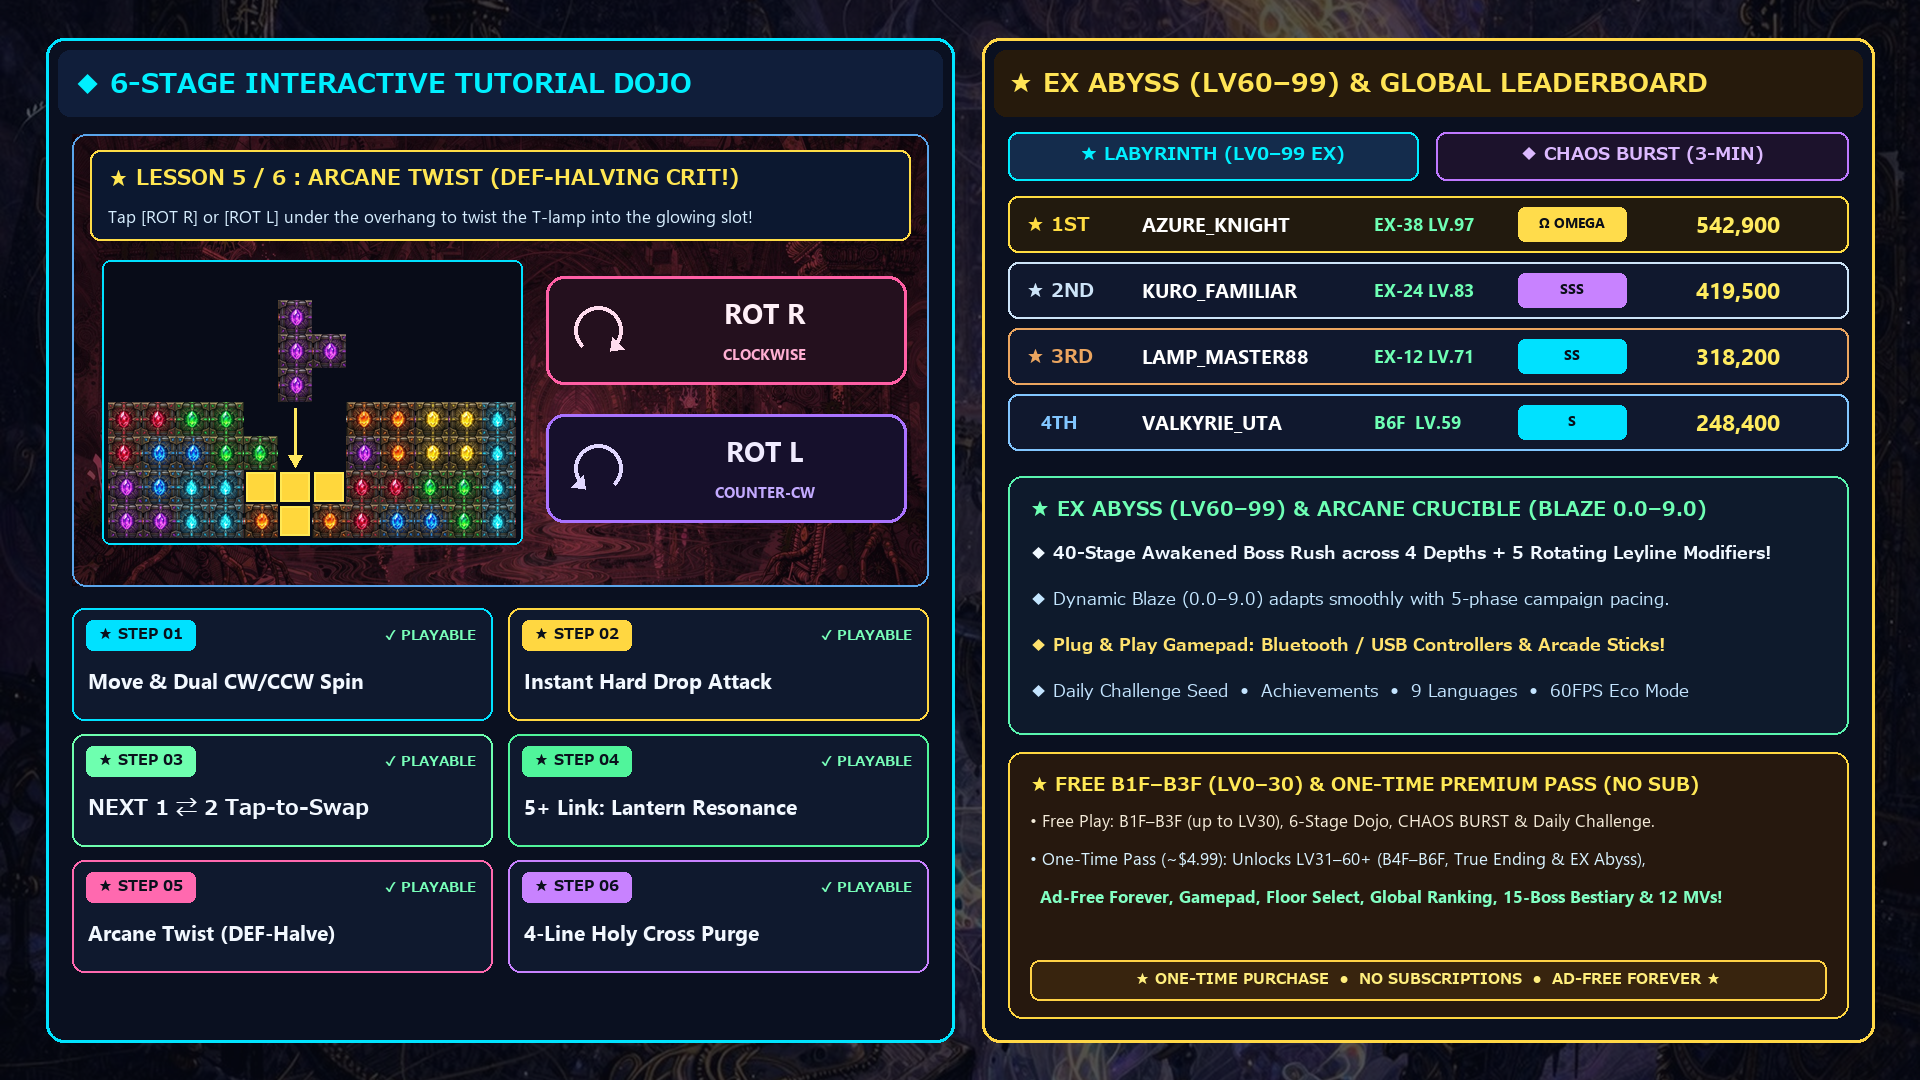 ◆ 6-STAGE INTERACTIVE TUTORIAL DOJO
★ LESSON 5 / 6 : ARCANE TWIST (DEF-HALVING CRIT!)
Tap [ROT R] or [ROT L] under the overhang to twist the T-lamp into the glowing slot!
ROT R
CLOCKWISE
ROT L
COUNTER-CW
★ STEP 01
✓ PLAYABLE
Move & Dual CW/CCW Spin
★ STEP 02
✓ PLAYABLE
Instant Hard Drop Attack
★ STEP 03
✓ PLAYABLE
NEXT 1 ⇄ 2 Tap-to-Swap
★ STEP 04
✓ PLAYABLE
5+ Link: Lantern Resonance
★ STEP 05
✓ PLAYABLE
Arcane Twist (DEF-Halve)
★ STEP 06
✓ PLAYABLE
4-Line Holy Cross Purge
★ EX ABYSS (LV60–99) & GLOBAL LEADERBOARD
★ LABYRINTH (LV0–99 EX)
◆ CHAOS BURST (3-MIN)
★ 1ST AZURE_KNIGHT EX-38 LV.97 Ω OMEGA 542,900
★ 2ND KURO_FAMILIAR EX-24 LV.83 SSS 419,500
★ 3RD LAMP_MASTER88 EX-12 LV.71 SS 318,200
4TH VALKYRIE_UTA B6F LV.59 S 248,400
★ EX ABYSS (LV60–99) & ARCANE CRUCIBLE (BLAZE 0.0–9.0)
◆ 40-Stage Awakened Boss Rush across 4 Depths + 5 Rotating Leyline Modifiers!
◆ Dynamic Blaze (0.0–9.0) adapts smoothly with 5-phase campaign pacing.
◆ Plug & Play Gamepad: Bluetooth / USB Controllers & Arcade Sticks!
◆ Daily Challenge Seed • Achievements • 9 Languages • 60FPS Eco Mode
★ FREE B1F–B3F (LV0–30) & ONE-TIME PREMIUM PASS (NO SUB)
• Free Play: B1F–B3F (up to LV30), 6-Stage Dojo, CHAOS BURST & Daily Challenge.
• One-Time Pass (~$4.99): Unlocks LV31–60+ (B4F–B6F, True Ending & EX Abyss),
Ad-Free Forever, Gamepad, Floor Select, Global Ranking, 15-Boss Bestiary & 12 MVs!
★ ONE-TIME PURCHASE • NO SUBSCRIPTIONS • AD-FREE FOREVER ★